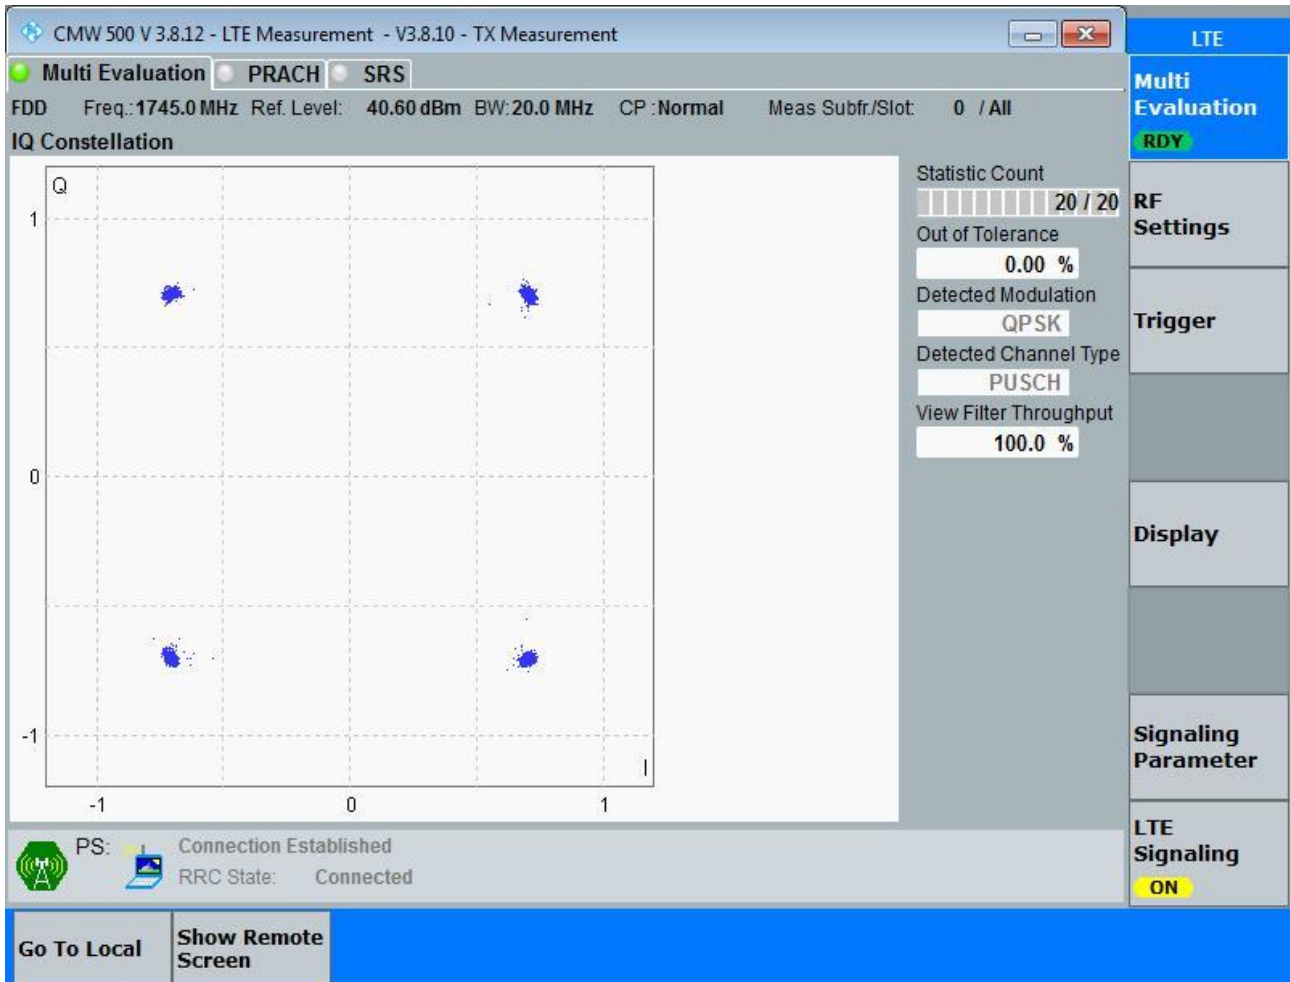 CMW 500 V 3.8.12 - LTE Measurement - V3.8.10 - TX Measurement
LTE
Multi Evaluation PRACH SRS
FDD Freq.:1745.0 MHz Ref. Level: 40.60 dBm BW:20.0 MHz CP :Normal Meas Subfr./Slot: 0 / All
IQ Constellation
Q
1
0
-1
-1 0 1
I
Statistic Count
20 / 20
Out of Tolerance
0.00 %
Detected Modulation
QPSK
Detected Channel Type
PUSCH
View Filter Throughput
100.0 %
Multi
Evaluation
RDY
RF
Settings
Trigger
Display
Signaling
Parameter
LTE
Signaling
ON
PS: Connection Established
RRC State: Connected
Go To Local
Show Remote
Screen